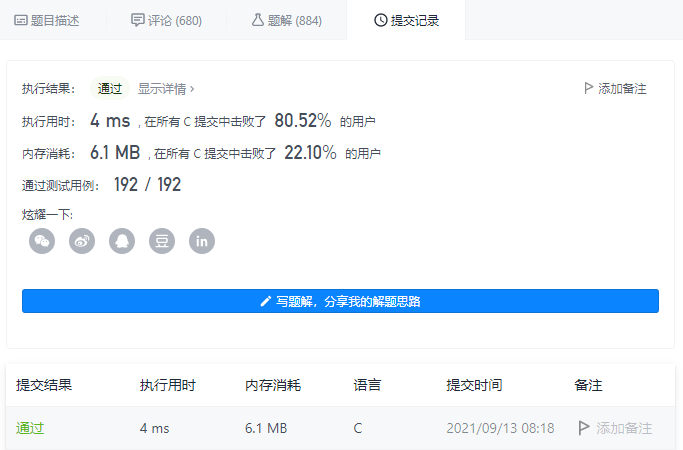 题目描述 评论 (680) 题解 (884) 提交记录
执行结果： 通过 显示详情 › 添加备注
执行用时： 4 ms , 在所有 C 提交中击败了 80.52% 的用户
内存消耗： 6.1 MB , 在所有 C 提交中击败了 22.10% 的用户
通过测试用例： 192 / 192
炫耀一下:
豆 in
写题解，分享我的解题思路
提交结果 执行用时 内存消耗 语言 提交时间 备注
通过 4 ms 6.1 MB C 2021/09/13 08:18 添加备注